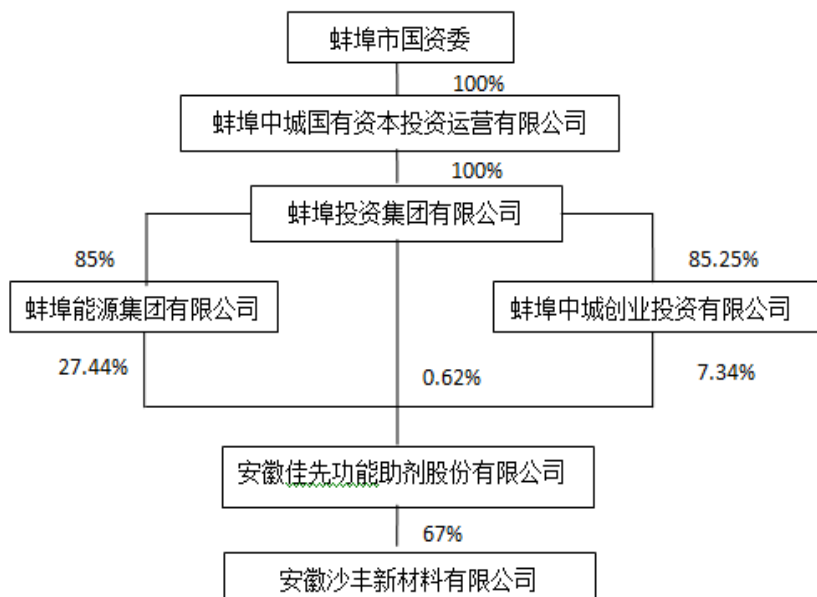 蚌埠市国资委
100%
蚌埠中城国有资本投资运营有限公司
100%
蚌埠投资集团有限公司
85%
85.25%
蚌埠能源集团有限公司
蚌埠中城创业投资有限公司
27.44%
0.62%
7.34%
安徽佳先功能助剂股份有限公司
67%
安徽沙丰新材料有限公司